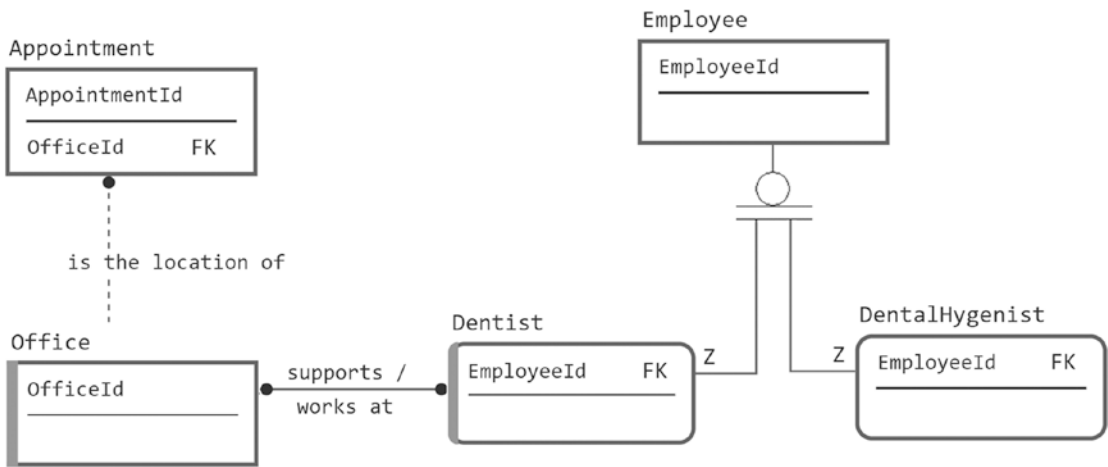 Employee
EmployeeId
Appointment
AppointmentId
OfficeId FK
is the location of
Office
OfficeId
supports /
works at
Dentist
EmployeeId FK
Z
Z
DentalHygenist
EmployeeId FK